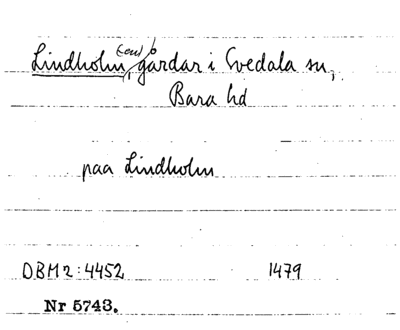 Lindholm(en), gårdar i Svedala sn,
Bara hd
paa Lindholm
DBM 2:4452 1479
Nr 5743.